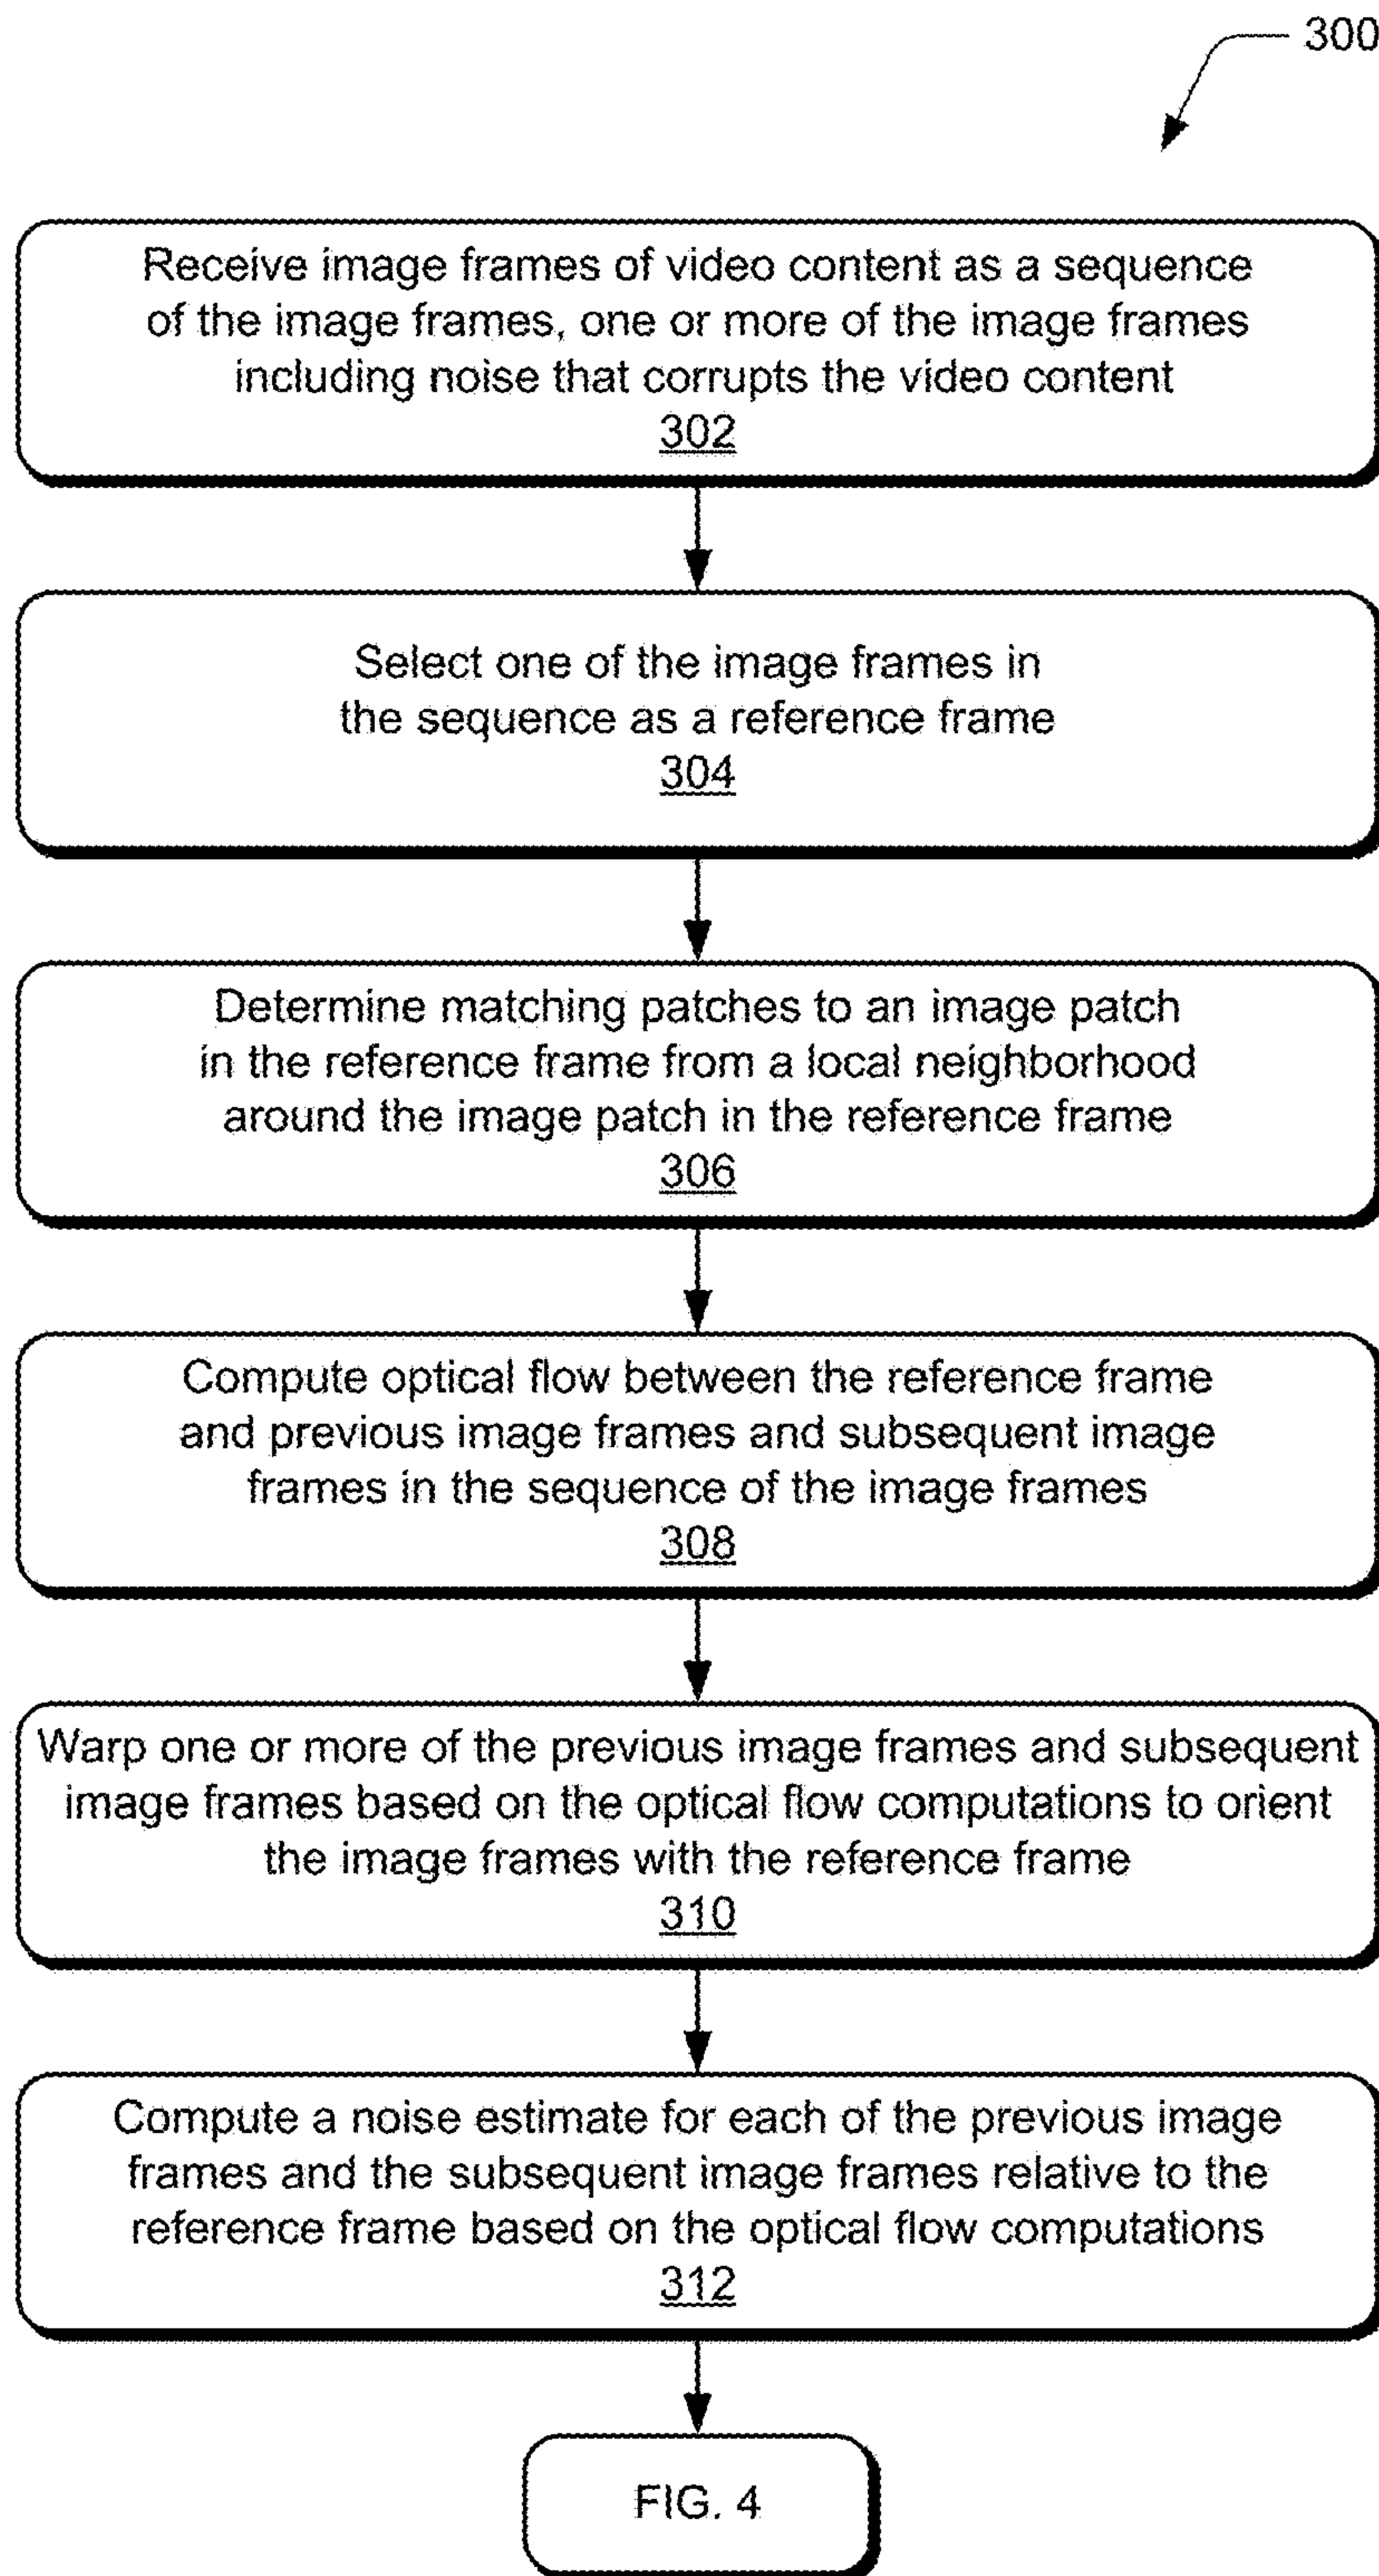 300
Receive image frames of video content as a sequence
of the image frames, one or more of the image frames
including noise that corrupts the video content
302
Select one of the image frames in
the sequence as a reference frame
304
Determine matching patches to an image patch
in the reference frame from a local neighborhood
around the image patch in the reference frame
306
Compute optical flow between the reference frame
and previous image frames and subsequent image
frames in the sequence of the image frames
308
Warp one or more of the previous image frames and subsequent
image frames based on the optical flow computations to orient
the image frames with the reference frame
310
Compute a noise estimate for each of the previous image
frames and the subsequent image frames relative to the
reference frame based on the optical flow computations
312
FIG. 4